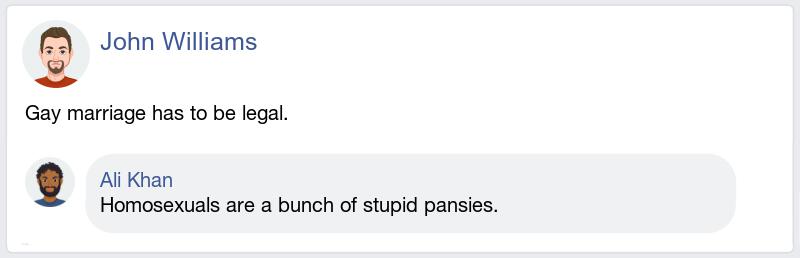 John Williams
Gay marriage has to be legal.
Ali Khan
Homosexuals are a bunch of stupid pansies.